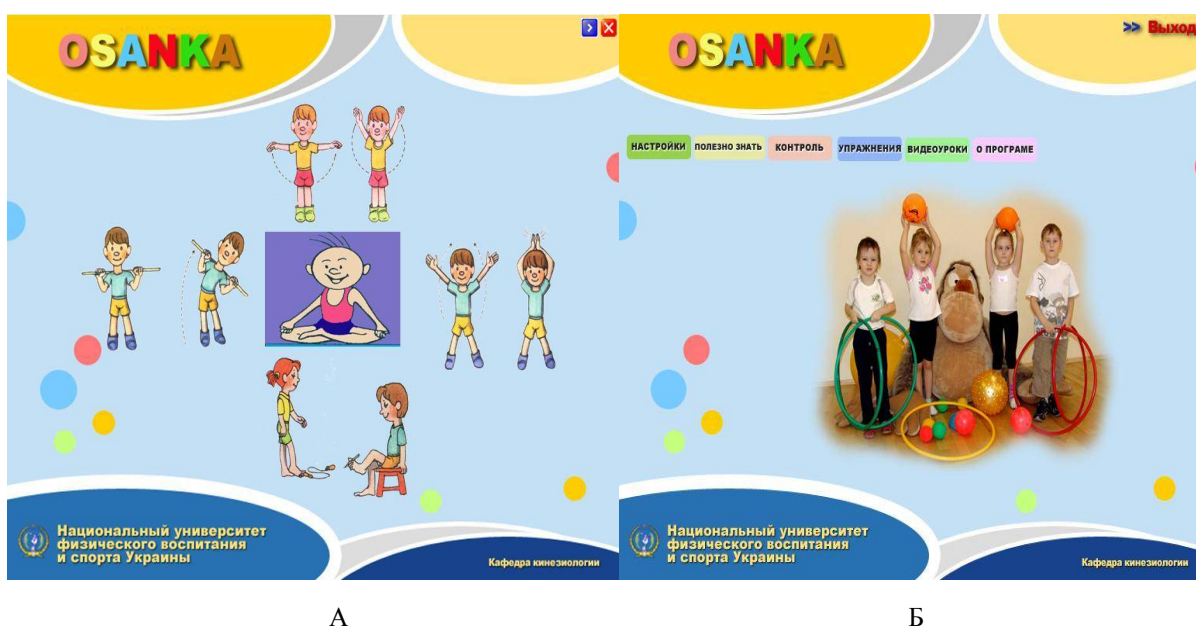 OSANKA
Национальный университет
физического воспитания
и спорта Украины
Кафедра кинезиологии
А
OSANKA
>> Выход
НАСТРОЙКИ ПОЛЕЗНО ЗНАТЬ КОНТРОЛЬ УПРАЖНЕНИЯ ВИДЕОУРОКИ О ПРОГРАМЕ
Национальный университет
физического воспитания
и спорта Украины
Кафедра кинезиологии
Б